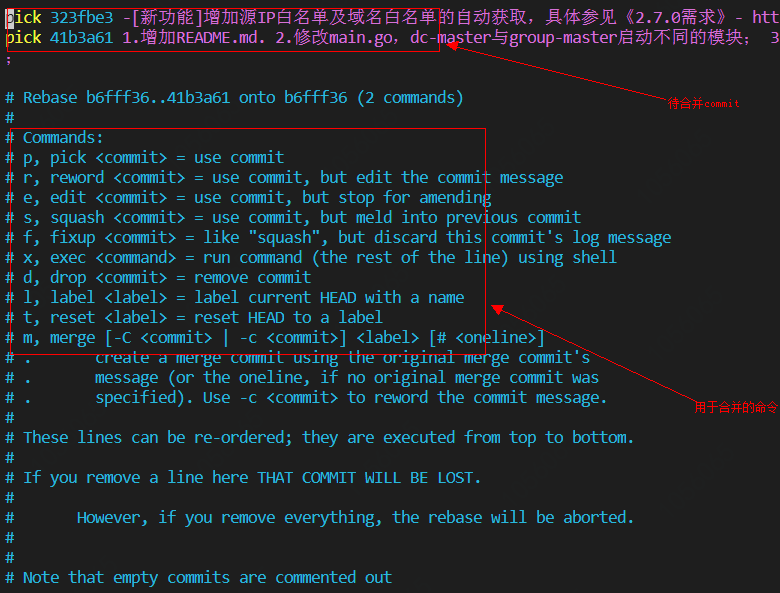 pick 323fbe3 -[新功能]增加源IP白名单及域名白名单的自动获取，具体参见《2.7.0需求》- htt
pick 41b3a61 1.增加README.md. 2.修改main.go，dc-master与group-master启动不同的模块； 3
;
待合并commit
# Rebase b6fff36..41b3a61 onto b6fff36 (2 commands)
#
# Commands:
# p, pick <commit> = use commit
# r, reword <commit> = use commit, but edit the commit message
# e, edit <commit> = use commit, but stop for amending
# s, squash <commit> = use commit, but meld into previous commit
# f, fixup <commit> = like "squash", but discard this commit's log message
# x, exec <command> = run command (the rest of the line) using shell
# d, drop <commit> = remove commit
# l, label <label> = label current HEAD with a name
# t, reset <label> = reset HEAD to a label
# m, merge [-C <commit> | -c <commit>] <label> [# <oneline>]
# .       create a merge commit using the original merge commit's
# .       message (or the oneline, if no original merge commit was
# .       specified). Use -c <commit> to reword the commit message.
用于合并的命令
#
# These lines can be re-ordered; they are executed from top to bottom.
#
# If you remove a line here THAT COMMIT WILL BE LOST.
#
#       However, if you remove everything, the rebase will be aborted.
#
#
# Note that empty commits are commented out